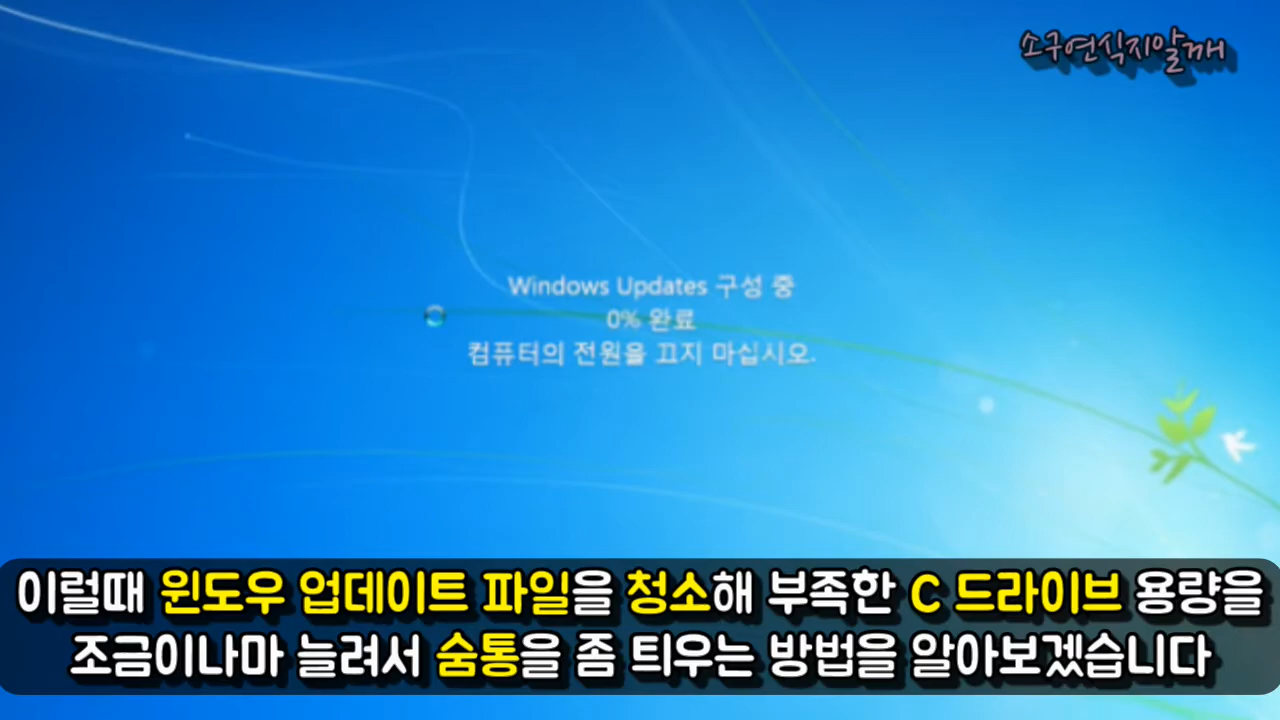 소구연식지알깨
Windows Updates 구성 중
0% 완료
컴퓨터의 전원을 끄지 마십시오.
이럴때 윈도우 업데이트 파일을 청소해 부족한 C 드라이브 용량을
조금이나마 늘려서 숨통을 좀 틔우는 방법을 알아보겠습니다